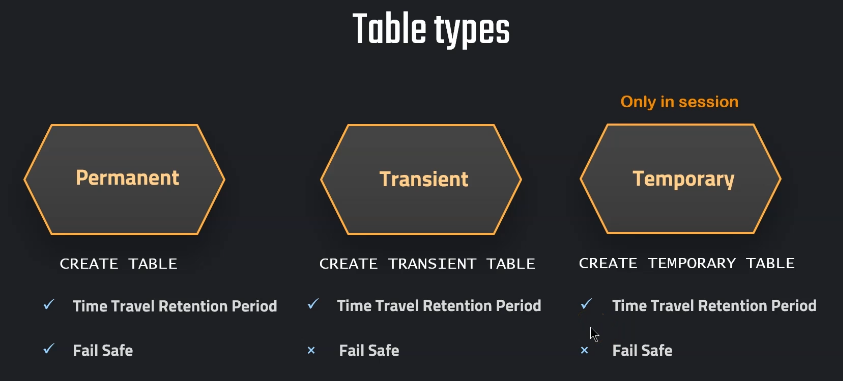 Table types
Only in session
Permanent
Transient
Temporary
CREATE TABLE
CREATE TRANSIENT TABLE
CREATE TEMPORARY TABLE
✓ Time Travel Retention Period
✓ Time Travel Retention Period
✓ Time Travel Retention Period
✓ Fail Safe
× Fail Safe
× Fail Safe